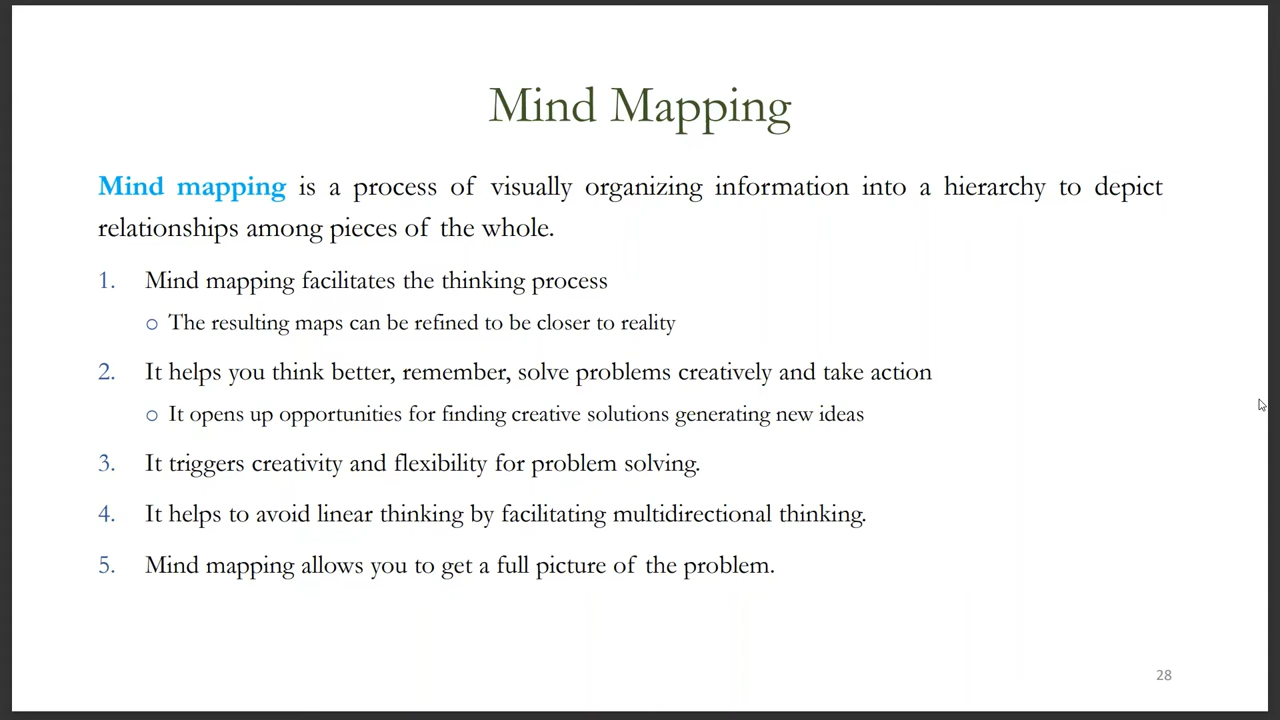 Mind Mapping
Mind mapping is a process of visually organizing information into a hierarchy to depict
relationships among pieces of the whole.
1. Mind mapping facilitates the thinking process
o The resulting maps can be refined to be closer to reality
2. It helps you think better, remember, solve problems creatively and take action
o It opens up opportunities for finding creative solutions generating new ideas
3. It triggers creativity and flexibility for problem solving.
4. It helps to avoid linear thinking by facilitating multidirectional thinking.
5. Mind mapping allows you to get a full picture of the problem.
28